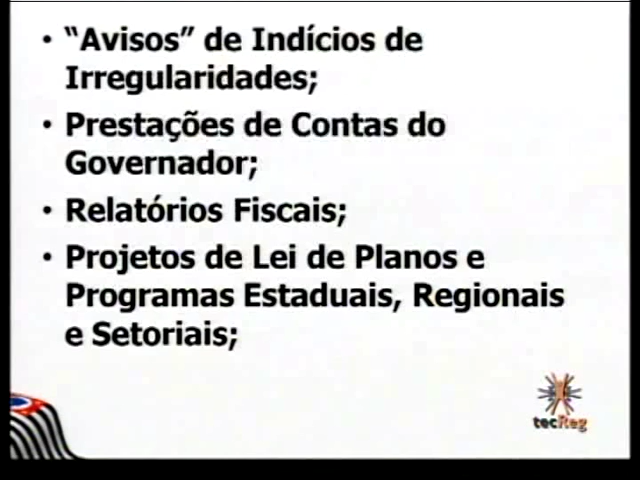 • “Avisos” de Indícios de
Irregularidades;
• Prestações de Contas do
Governador;
• Relatórios Fiscais;
• Projetos de Lei de Planos e
Programas Estaduais, Regionais
e Setoriais;
tecReg